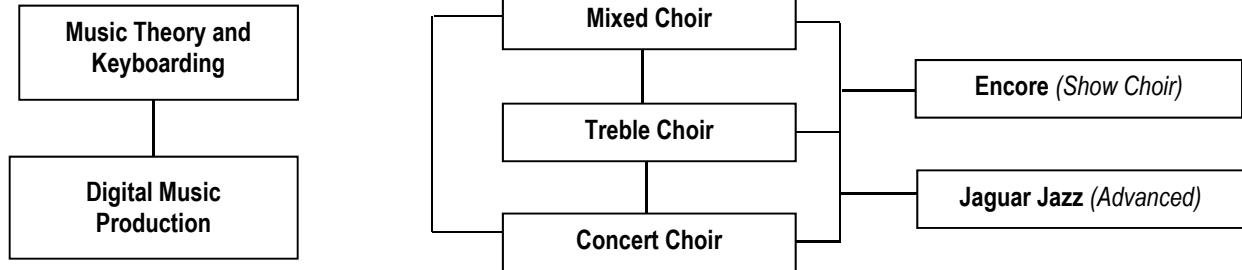 Music Theory and
Keyboarding
Digital Music
Production
Mixed Choir
Treble Choir
Concert Choir
Encore (Show Choir)
Jaguar Jazz (Advanced)